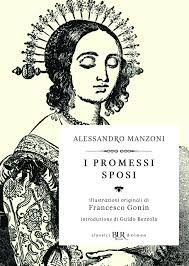 ALESSANDRO MANZONI
I PROMESSI
SPOSI
illustrazioni originali di
Francesco Gonin
introduzione di Guido Bezzola
classici BUR deluxe